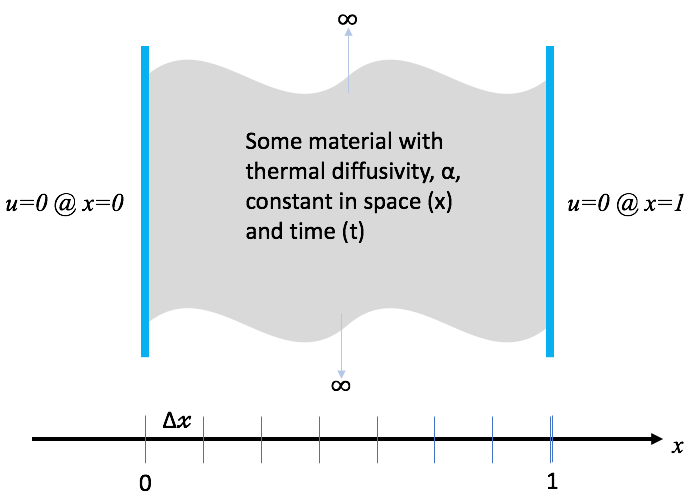 ∞
Some material with
thermal diffusivity, α,
constant in space (x)
and time (t)
u=0 @ x=0
u=0 @ x=1
∞
Δx
x
0
1